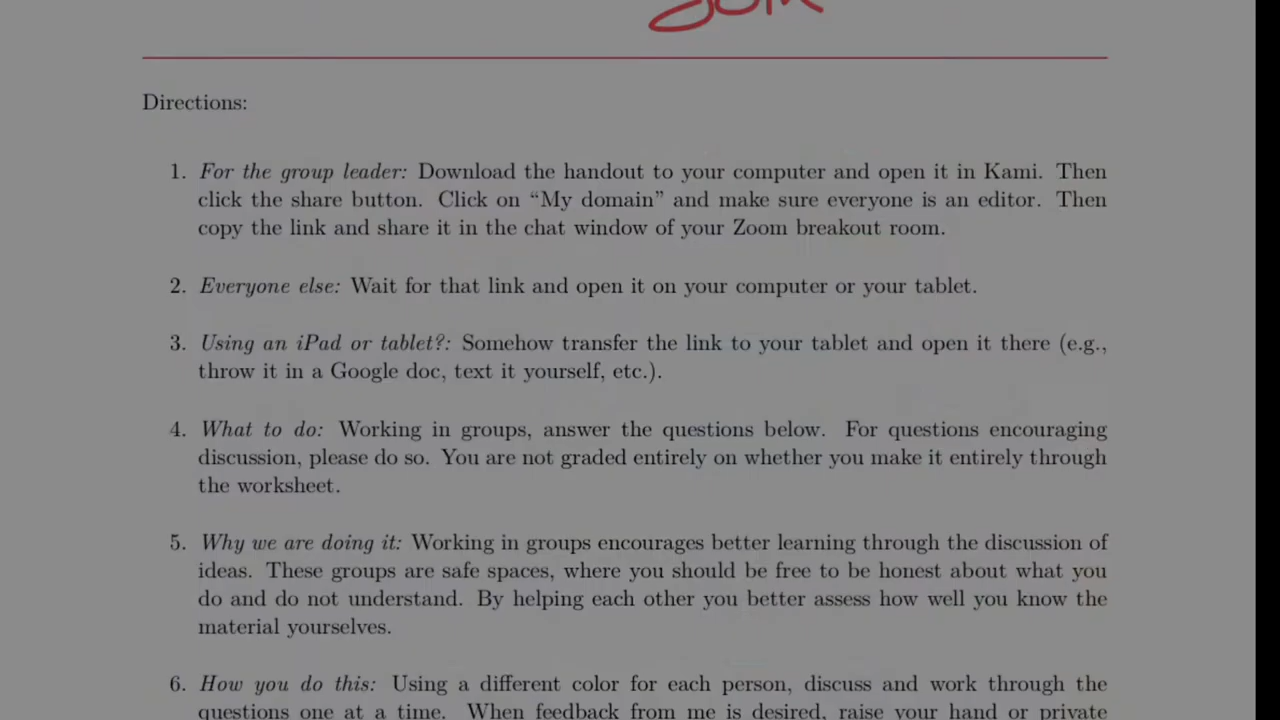 Directions:
1. For the group leader: Download the handout to your computer and open it in Kami. Then
click the share button. Click on “My domain” and make sure everyone is an editor. Then
copy the link and share it in the chat window of your Zoom breakout room.
2. Everyone else: Wait for that link and open it on your computer or your tablet.
3. Using an iPad or tablet?: Somehow transfer the link to your tablet and open it there (e.g.,
throw it in a Google doc, text it yourself, etc.).
4. What to do: Working in groups, answer the questions below. For questions encouraging
discussion, please do so. You are not graded entirely on whether you make it entirely through
the worksheet.
5. Why we are doing it: Working in groups encourages better learning through the discussion of
ideas. These groups are safe spaces, where you should be free to be honest about what you
do and do not understand. By helping each other you better assess how well you know the
material yourselves.
6. How you do this: Using a different color for each person, discuss and work through the
questions one at a time. When feedback from me is desired, raise your hand or private